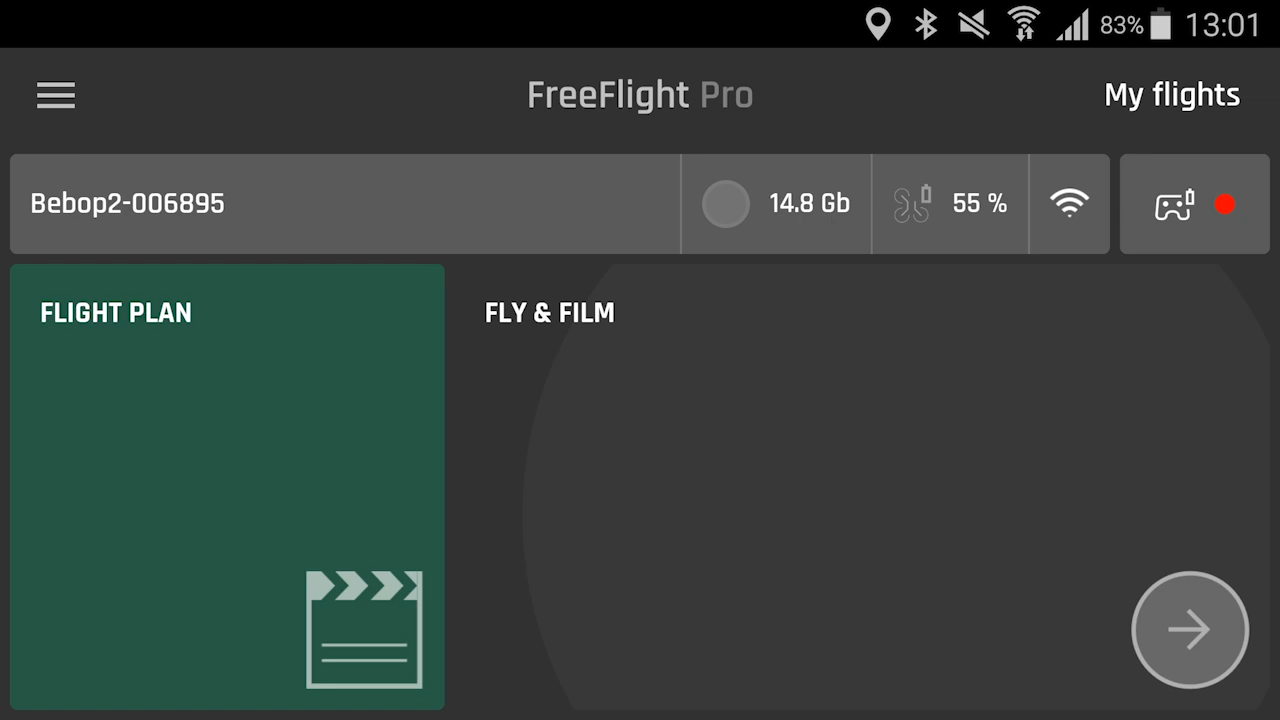 83% 13:01
FreeFlight Pro
My flights
Bebop2-006895
14.8 Gb
55 %
FLIGHT PLAN
FLY & FILM